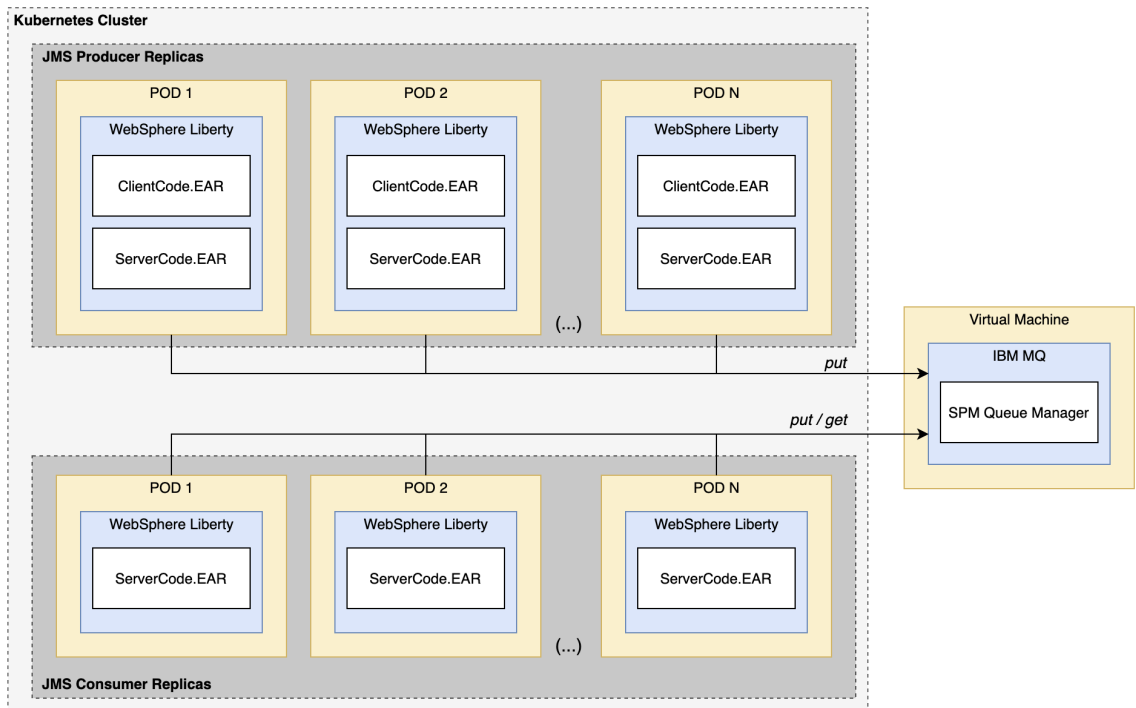 Kubernetes Cluster
JMS Producer Replicas
POD 1
POD 2
POD N
WebSphere Liberty
WebSphere Liberty
WebSphere Liberty
ClientCode.EAR
ClientCode.EAR
ClientCode.EAR
ServerCode.EAR
ServerCode.EAR
ServerCode.EAR
(...)
Virtual Machine
IBM MQ
SPM Queue Manager
put
put / get
POD 1
POD 2
POD N
WebSphere Liberty
WebSphere Liberty
WebSphere Liberty
ServerCode.EAR
ServerCode.EAR
ServerCode.EAR
(...)
JMS Consumer Replicas